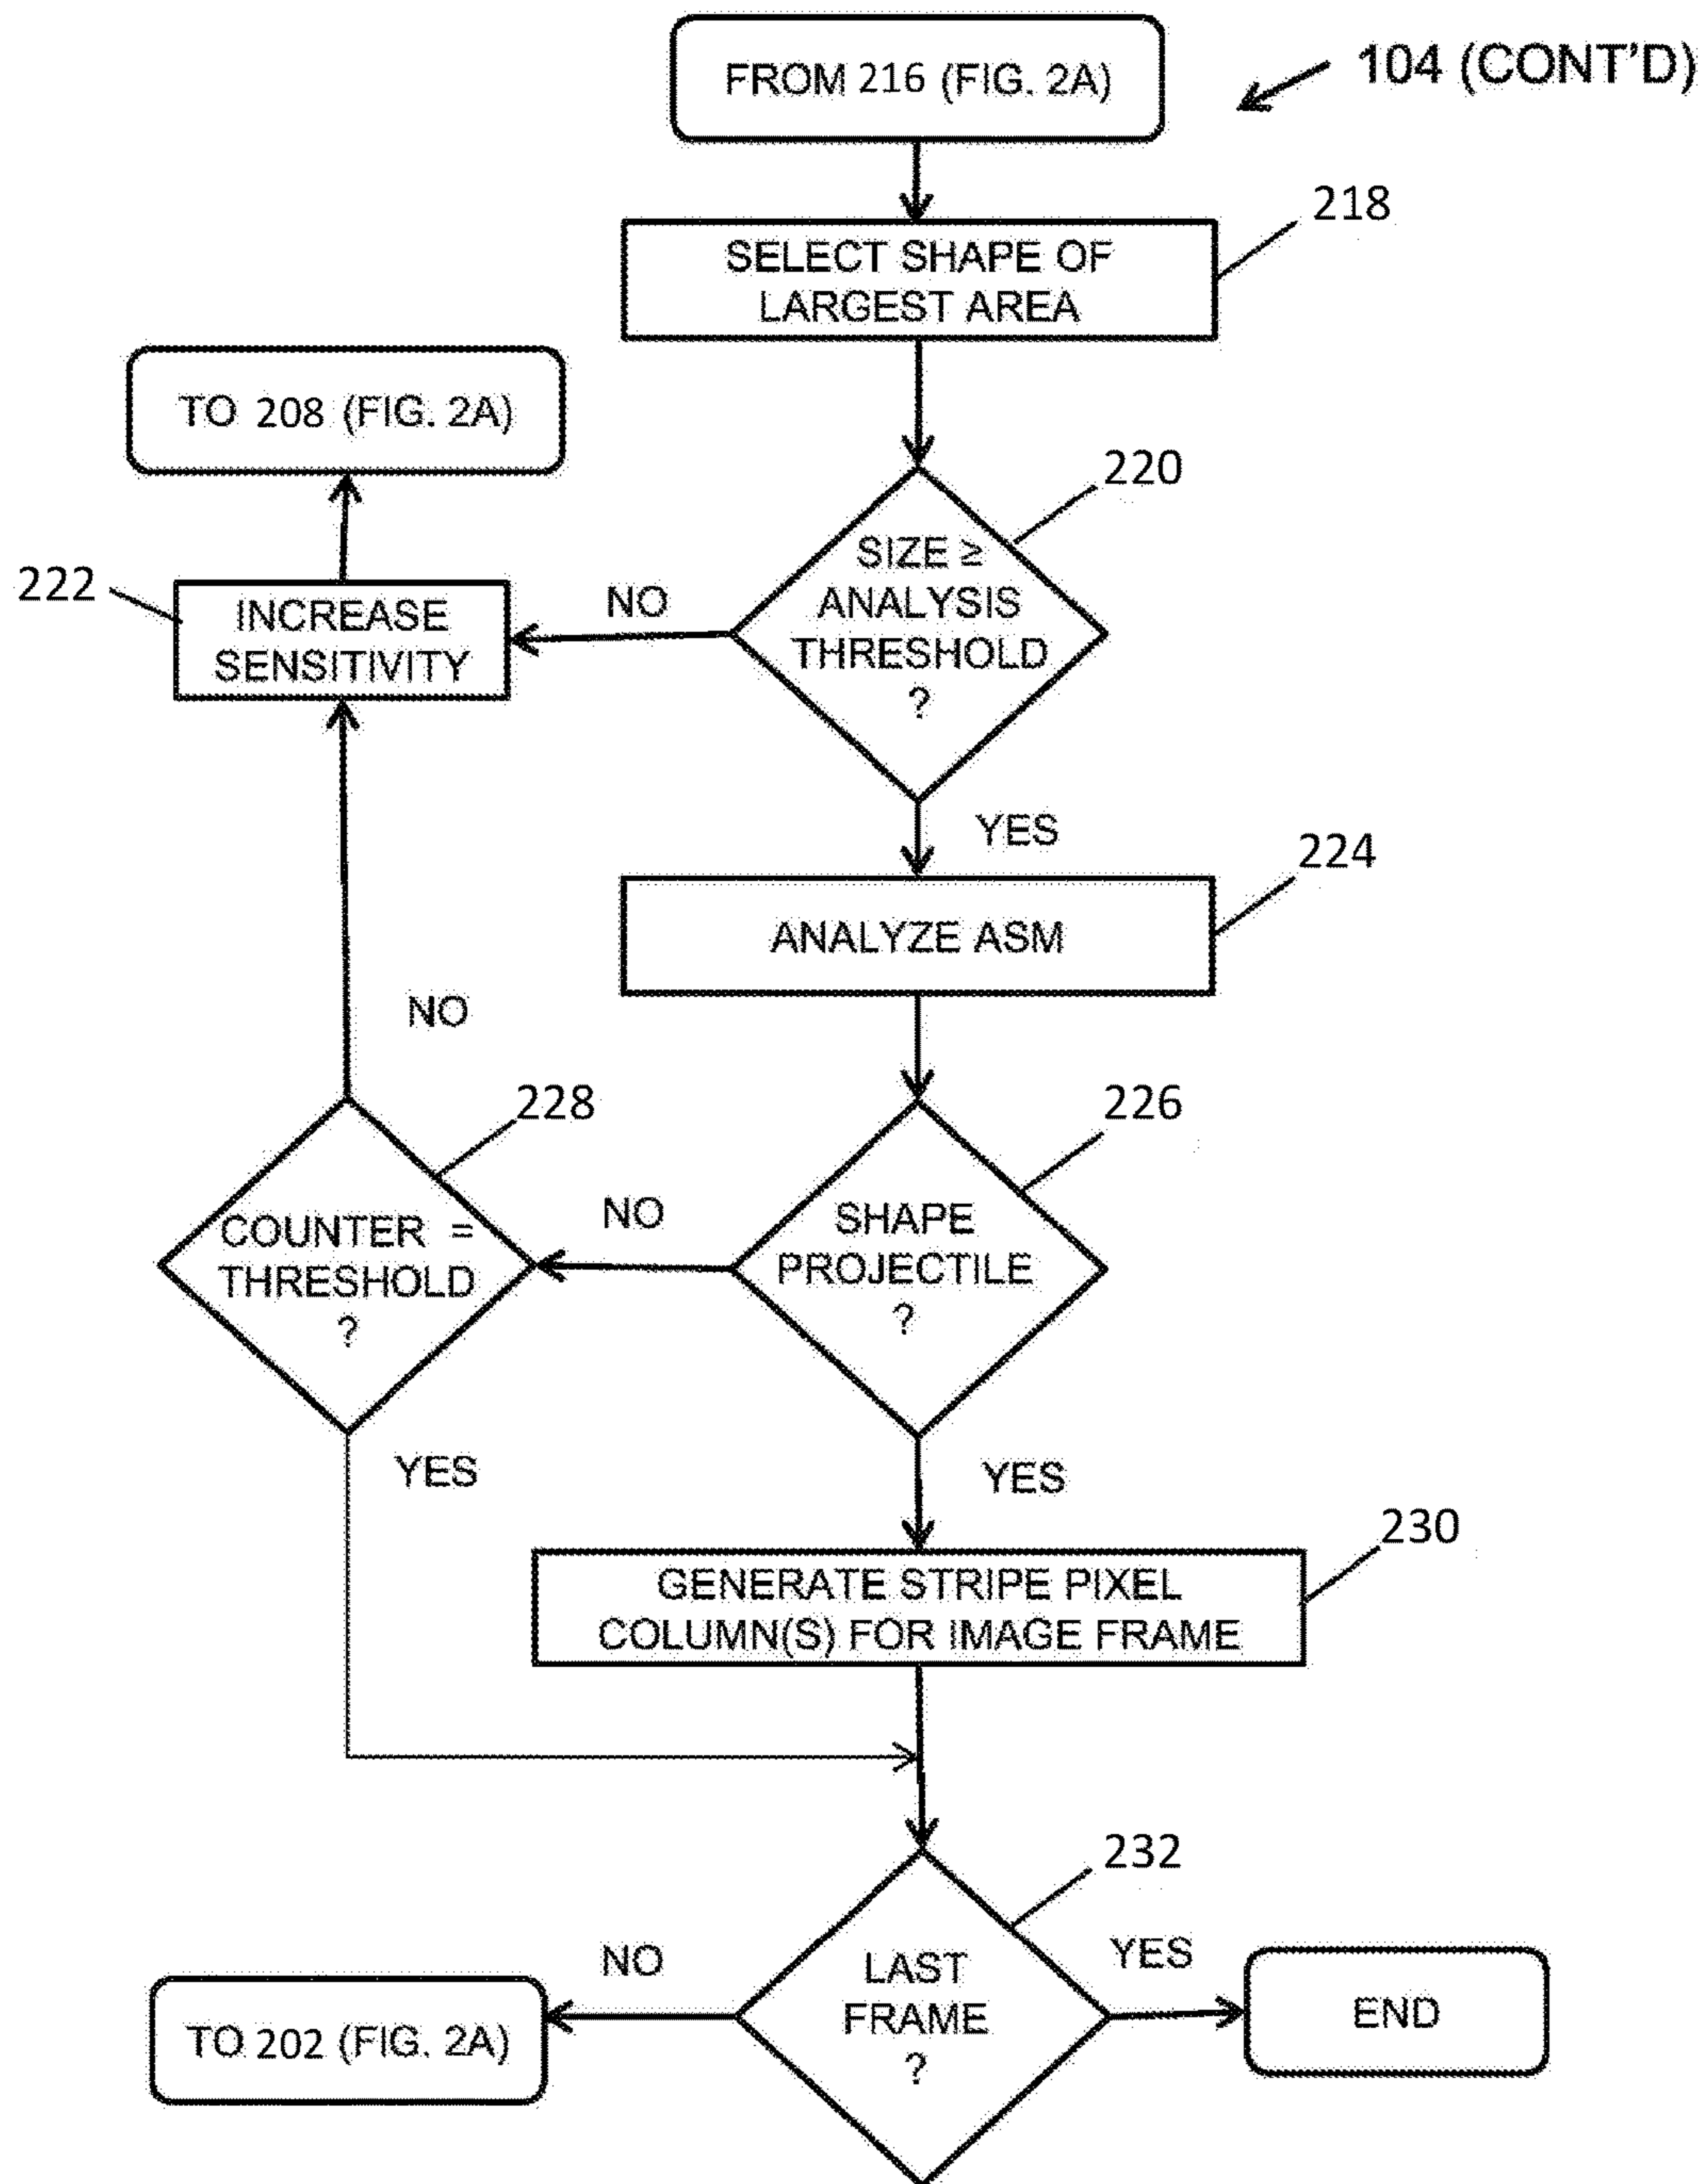 FROM 216 (FIG. 2A)
104 (CONT'D)
218
SELECT SHAPE OF
LARGEST AREA
TO 208 (FIG. 2A)
220
SIZE ≥
ANALYSIS
THRESHOLD
?
NO
222
INCREASE
SENSITIVITY
YES
224
ANALYZE ASM
NO
228
226
COUNTER =
THRESHOLD
?
NO
SHAPE
PROJECTILE
?
YES
YES
230
GENERATE STRIPE PIXEL
COLUMN(S) FOR IMAGE FRAME
232
NO
LAST
FRAME
?
YES
TO 202 (FIG. 2A)
END